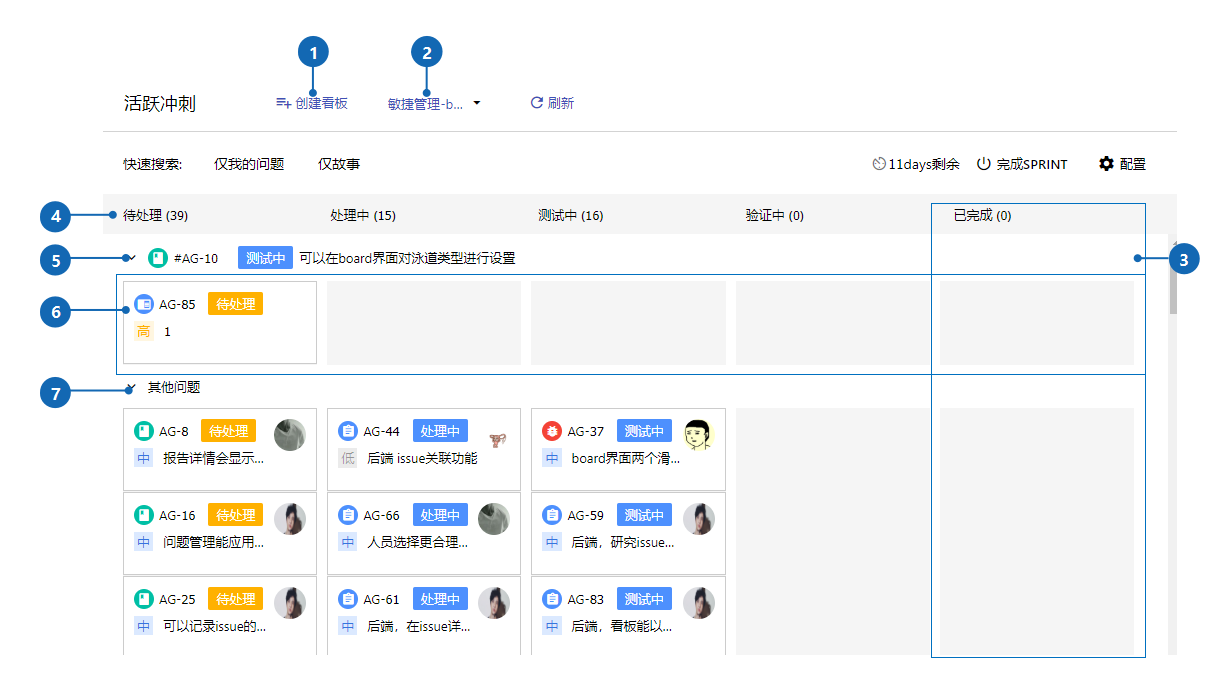 1 2
活跃冲刺 创建看板 敏捷管理-b... 刷新
快速搜索: 仅我的问题 仅故事 11days剩余 完成SPRINT 配置
4 待处理 (39) 处理中 (15) 测试中 (16) 验证中 (0) 已完成 (0)
5 #AG-10 测试中 可以在board界面对泳道类型进行设置 3
6 AG-85 待处理
高 1
7 其他问题
AG-8 待处理 AG-44 处理中 AG-37 测试中
中 报告详情会显示... 低 后端 issue关联功能 中 board界面两个滑...
AG-16 待处理 AG-66 处理中 AG-59 测试中
中 问题管理能应用... 中 人员选择更合理... 中 后端，研究issue...
AG-25 待处理 AG-61 处理中 AG-83 测试中
中 可以记录issue的... 中 后端，在issue详... 中 后端，看板能以...